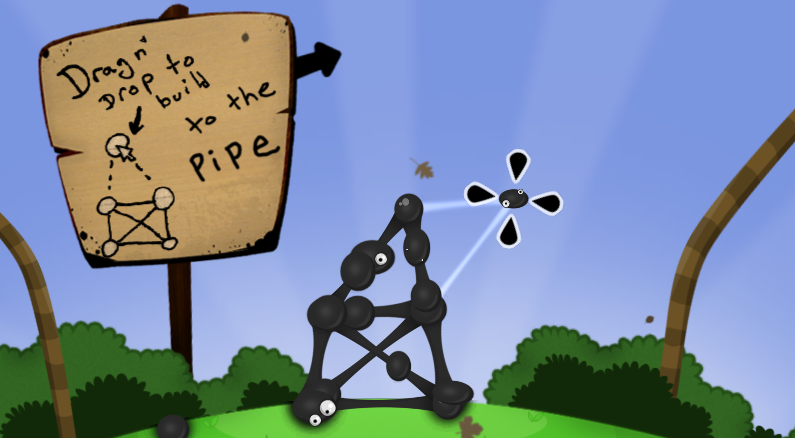 Drag n'
Drop to
build
to the
PiPE